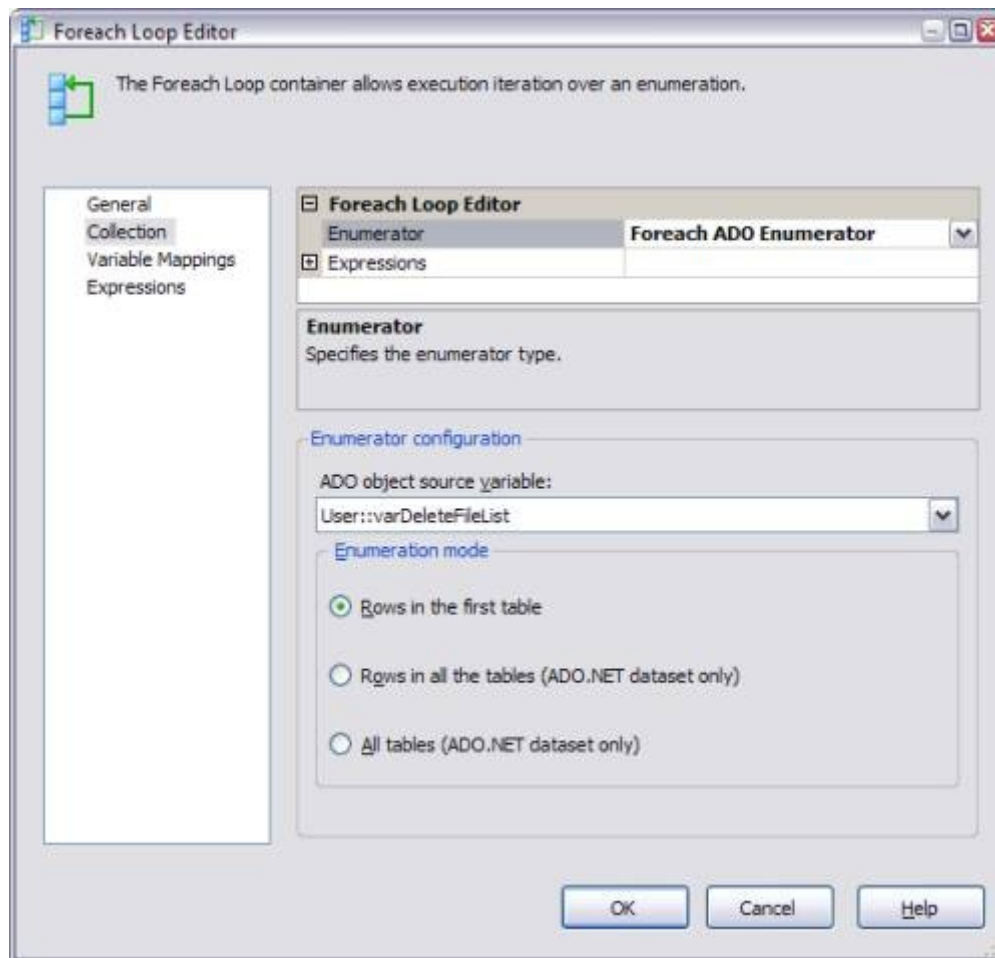 Foreach Loop Editor
The Foreach Loop container allows execution iteration over an enumeration.
General
Collection
Variable Mappings
Expressions
Foreach Loop Editor
Enumerator Foreach ADO Enumerator
Expressions
Enumerator
Specifies the enumerator type.
Enumerator configuration
ADO object source variable:
User::varDeleteFileList
Enumeration mode
Rows in the first table
Rows in all the tables (ADO.NET dataset only)
All tables (ADO.NET dataset only)
OK Cancel Help